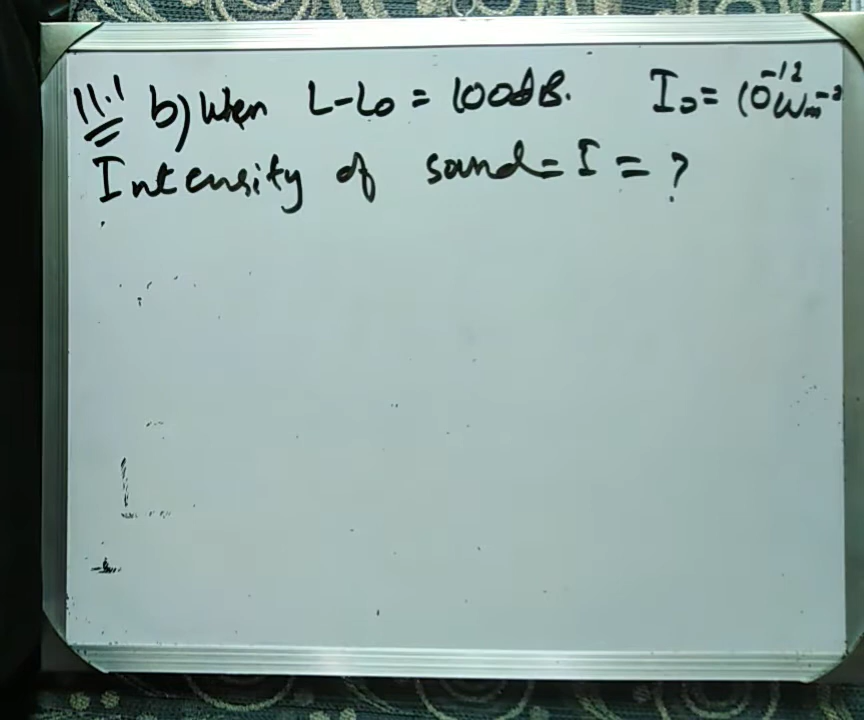 11.1 b) When L-L₀ = 100dB. I₀ = 10⁻¹² Wm⁻²
Intensity of sound = I = ?